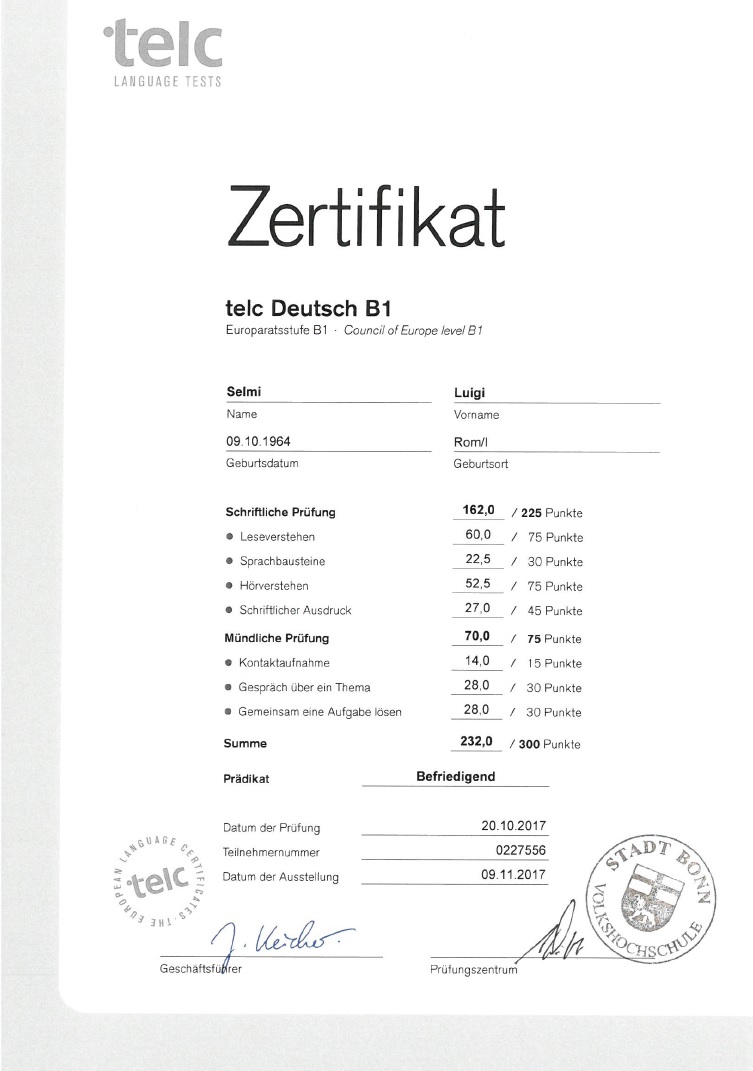 telc
LANGUAGE TESTS
Zertifikat
telc Deutsch B1
Europaratsstufe B1 · Council of Europe level B1
Selmi Luigi
Name Vorname
09.10.1964 Rom/I
Geburtsdatum Geburtsort
Schriftliche Prüfung 162,0 / 225 Punkte
● Leseverstehen 60,0 / 75 Punkte
● Sprachbausteine 22,5 / 30 Punkte
● Hörverstehen 52,5 / 75 Punkte
● Schriftlicher Ausdruck 27,0 / 45 Punkte
Mündliche Prüfung 70,0 / 75 Punkte
● Kontaktaufnahme 14,0 / 15 Punkte
● Gespräch über ein Thema 28,0 / 30 Punkte
● Gemeinsam eine Aufgabe lösen 28,0 / 30 Punkte
Summe 232,0 / 300 Punkte
Prädikat Befriedigend
Datum der Prüfung 20.10.2017
Teilnehmernummer 0227556
Datum der Ausstellung 09.11.2017
THE EUROPEAN LANGUAGE CERTIFICATES
telc
STADT BONN
VOLKSHOCHSCHULE
Geschäftsführer Prüfungszentrum